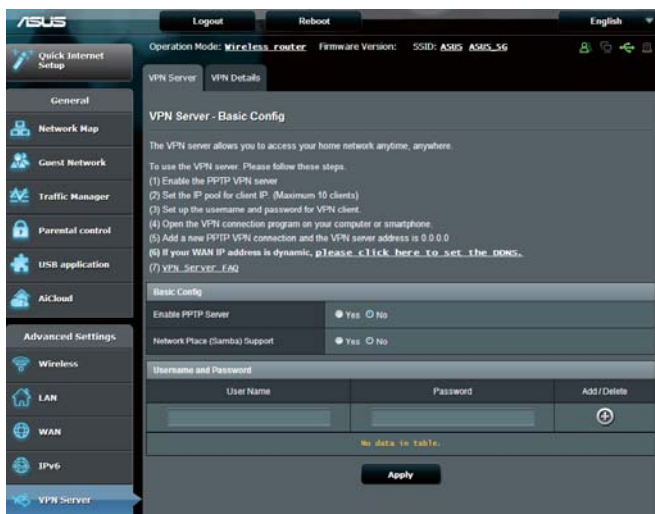 ASUS
Logout Reboot English
Operation Mode: Wireless router Firmware Version: SSID: ASUS ASUS_5G
Quick Internet Setup
General
Network Map
Guest Network
Traffic Manager
Parental control
USB application
AiCloud
Advanced Settings
Wireless
LAN
WAN
IPv6
VPN Server
VPN Server VPN Details
VPN Server - Basic Config
The VPN server allows you to access your home network anytime, anywhere.
To use the VPN server. Please follow these steps.
(1) Enable the PPTP VPN server
(2) Set the IP pool for client IP. (Maximum 10 clients)
(3) Set up the username and password for VPN client.
(4) Open the VPN connection program on your computer or smartphone.
(5) Add a new PPTP VPN connection and the VPN server address is 0.0.0.0
(6) If your WAN IP address is dynamic, please click here to set the DDNS.
(7) VPN Server FAQ
Basic Config
Enable PPTP Server Yes No
Network Place (Samba) Support Yes No
Username and Password
User Name Password Add / Delete
No data in table.
Apply